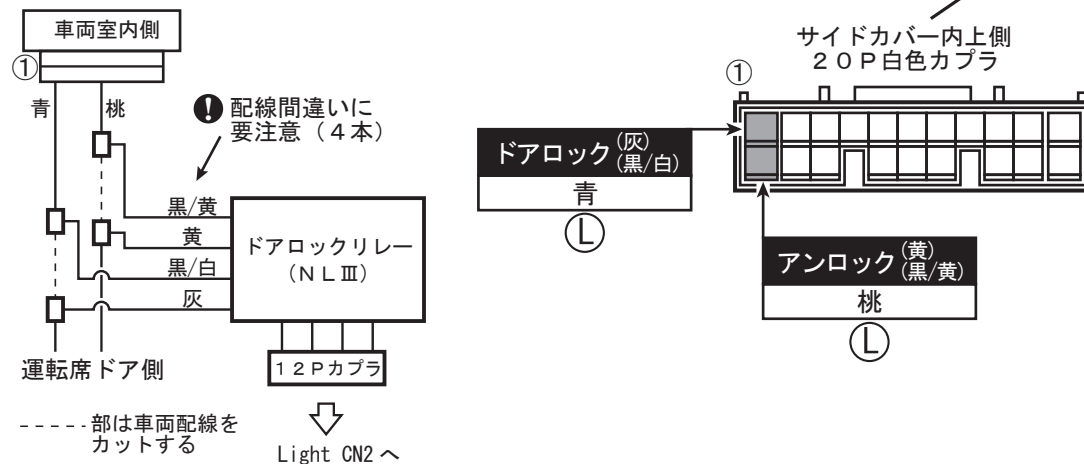 車両室内側
①
青
桃
! 配線間違いに
要注意（４本）
黒/黄
黄
黒/白
灰
ドアロックリレー
（ＮＬⅢ）
１２Ｐカプラ
運転席ドア側
-----部は車両配線を
カットする
Light CN2 へ
サイドカバー内上側
２０Ｐ白色カプラ
①
ドアロック (灰)
(黒/白)
青
Ⓛ
アンロック (黄)
(黒/黄)
桃
Ⓛ